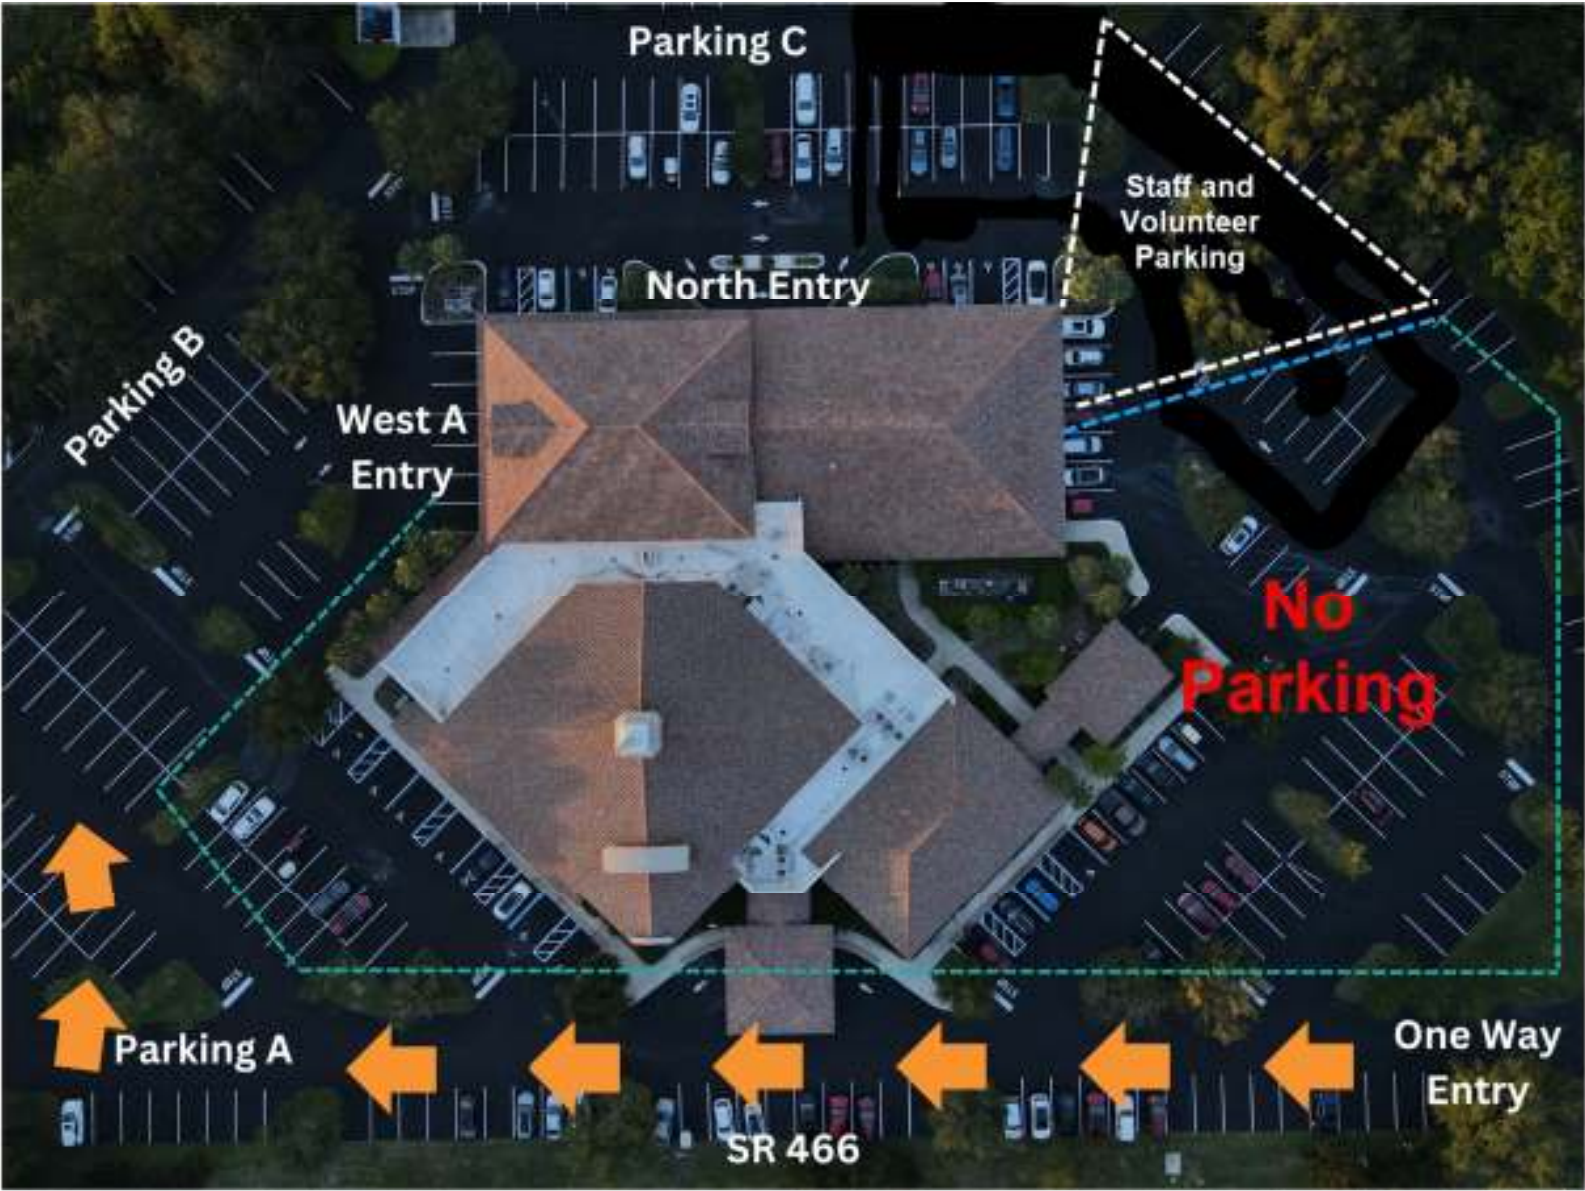 Parking C
Staff and
Volunteer
Parking
North Entry
Parking B
West A
Entry
No
Parking
Parking A
One Way
Entry
SR 466